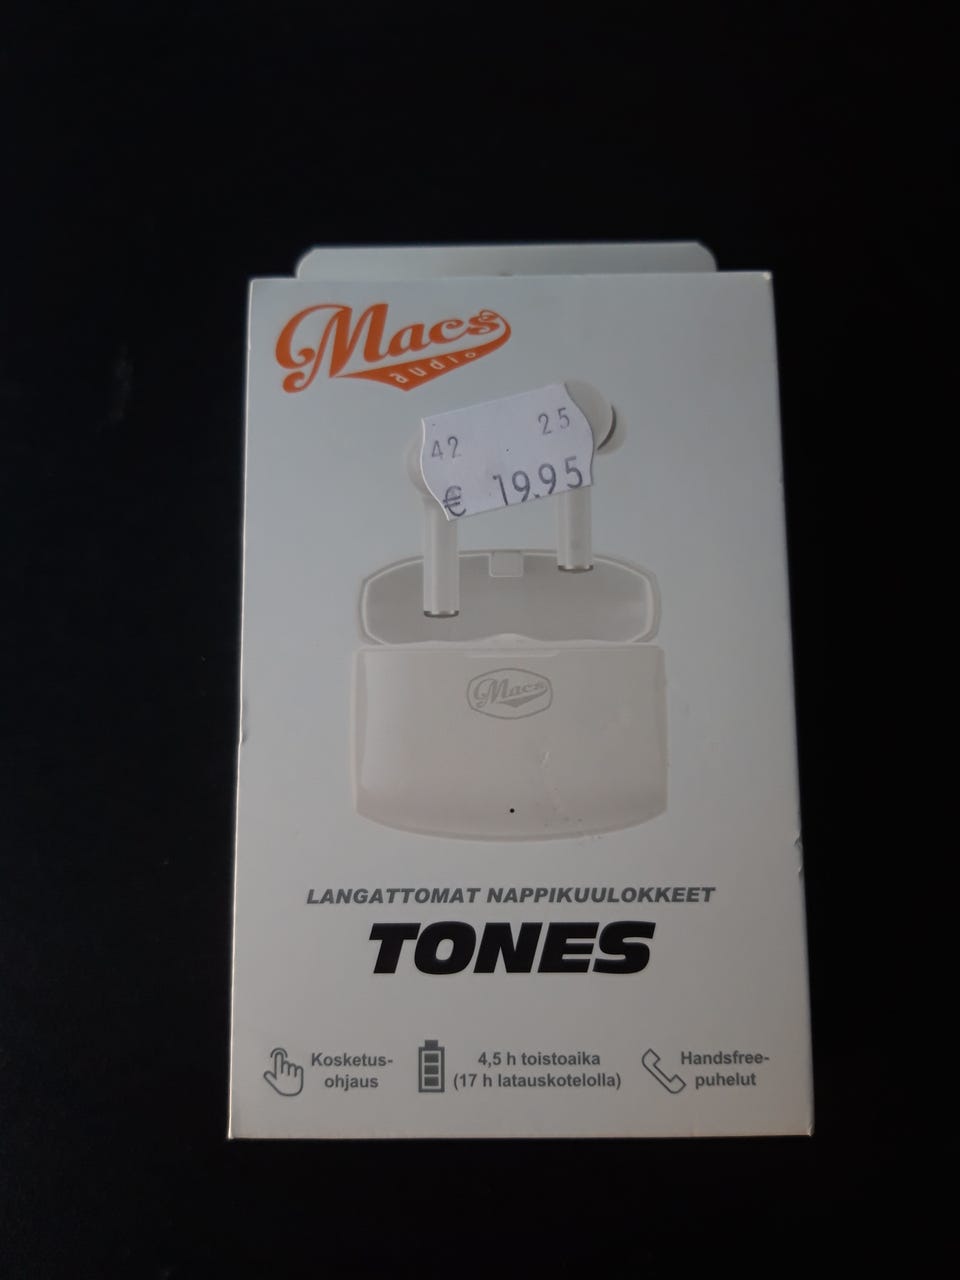 Macs
audio
42 25
€ 19.95
Macs
LANGATTOMAT NAPPIKUULOKKEET
TONES
Kosketus-
ohjaus
4,5 h toistoaika
(17 h latauskotelolla)
Handsfree-
puhelut